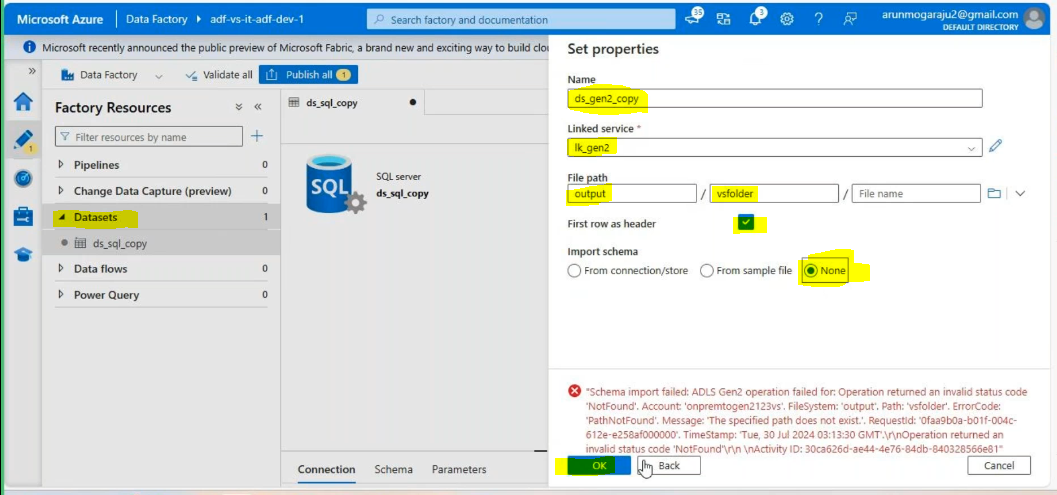 Microsoft Azure
Data Factory
adf-vs-it-adf-dev-1
Search factory and documentation
35
3
?
arunmogaraju2@gmail.com
DEFAULT DIRECTORY
Microsoft recently announced the public preview of Microsoft Fabric, a brand new and exciting way to build
Data Factory
Validate all
Publish all 1
Factory Resources
Filter resources by name
Pipelines 0
Change Data Capture (preview) 0
Datasets 1
ds_sql_copy
Data flows 0
Power Query 0
1
ds_sql_copy
SQL
SQL server
ds_sql_copy
Connection Schema Parameters
Set properties
Name
ds_gen2_copy
Linked service *
lk_gen2
File path
output / vsfolder / File name
First row as header
Import schema
From connection/store From sample file None
"Schema import failed: ADLS Gen2 operation failed for: Operation returned an invalid status code
'NotFound'. Account: 'onpremtogen2123vs'. FileSystem: 'output'. Path: 'vsfolder'. ErrorCode:
'PathNotFound'. Message: 'The specified path does not exist.'. RequestId: '0faa9b0a-b01f-004c-
612e-e258af000000'. TimeStamp: 'Tue, 30 Jul 2024 03:13:30 GMT'.\r\nOperation returned an
invalid status code 'NotFound'\r\n \nActivity ID: 30ca626d-ae44-4e76-84db-840328566e81"
OK Back Cancel